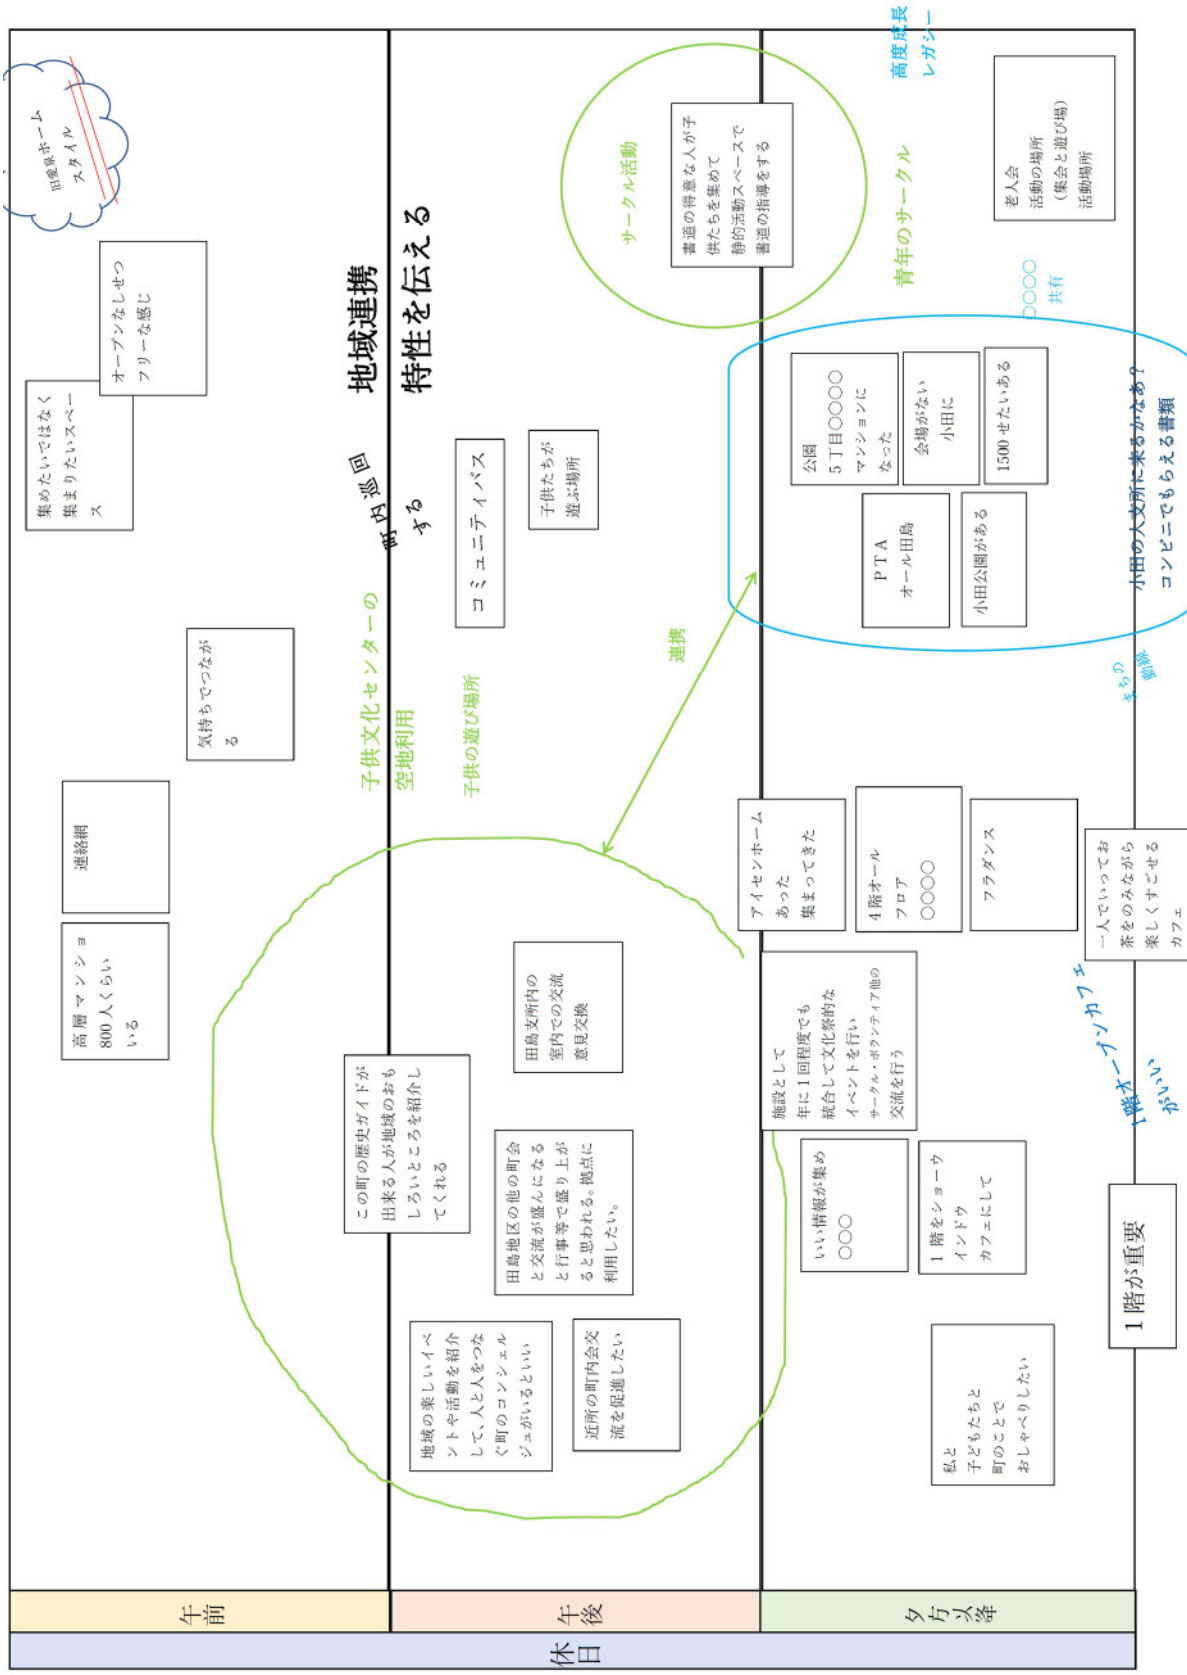 休日
午前
高層マンショ
800人くらい
いる
連絡網
気持ちでつなが
る
集めたいではなく
集まりたいスペー
ス
オープンなしせつ
フリーな感じ
旧愛泉ホーム
スタイル
午後
地域連携
特性を伝える
町内巡回
する
子供文化センターの
空地利用
子供の遊び場所
コミュニティバス
子供たちが
遊ぶ場所
連携
この町の歴史ガイドが
出来る人が地域のおも
しろいところを紹介し
てくれる
地域の楽しいイベ
ントや活動を紹介
して、人と人をつな
ぐ町のコンシェル
ジュがいるといい
田島地区の他の町会
と交流が盛んになる
と行事等で盛り上が
ると思われる。拠点に
利用したい。
田島支所内の
室内での交流
意見交換
近所の町内会交
流を促進したい
サークル活動
書道の得意な人が子
供たちを集めて
静的活動スペースで
書道の指導をする
夕方以降
アイセンホーム
あった
集まってきた
4階オール
フロア
○○○○
フラダンス
一人でいってお
茶をのみながら
楽しくすごせる
カフェ
施設として
年に1回程度でも
統合して文化祭的な
イベントを行い
サークル・ボランティア他の
交流を行う
いい情報が集め
○○○
1階をショーウ
インドウ
カフェにして
私と
子どもたちと
町のことで
おしゃべりしたい
1階が重要
1階オープンカフェ
がいい
まちの
動線
公園
5丁目○○○○
マンションに
なった
会場がない
小田に
1500せたいある
PTA
オール田島
小田公園がある
小田の人支所に来るかなあ?
コンビニでもらえる書類
○○○○
共有
青年のサークル
高度成長
レガシー
老人会
活動の場所
(集会と遊び場)
活動場所